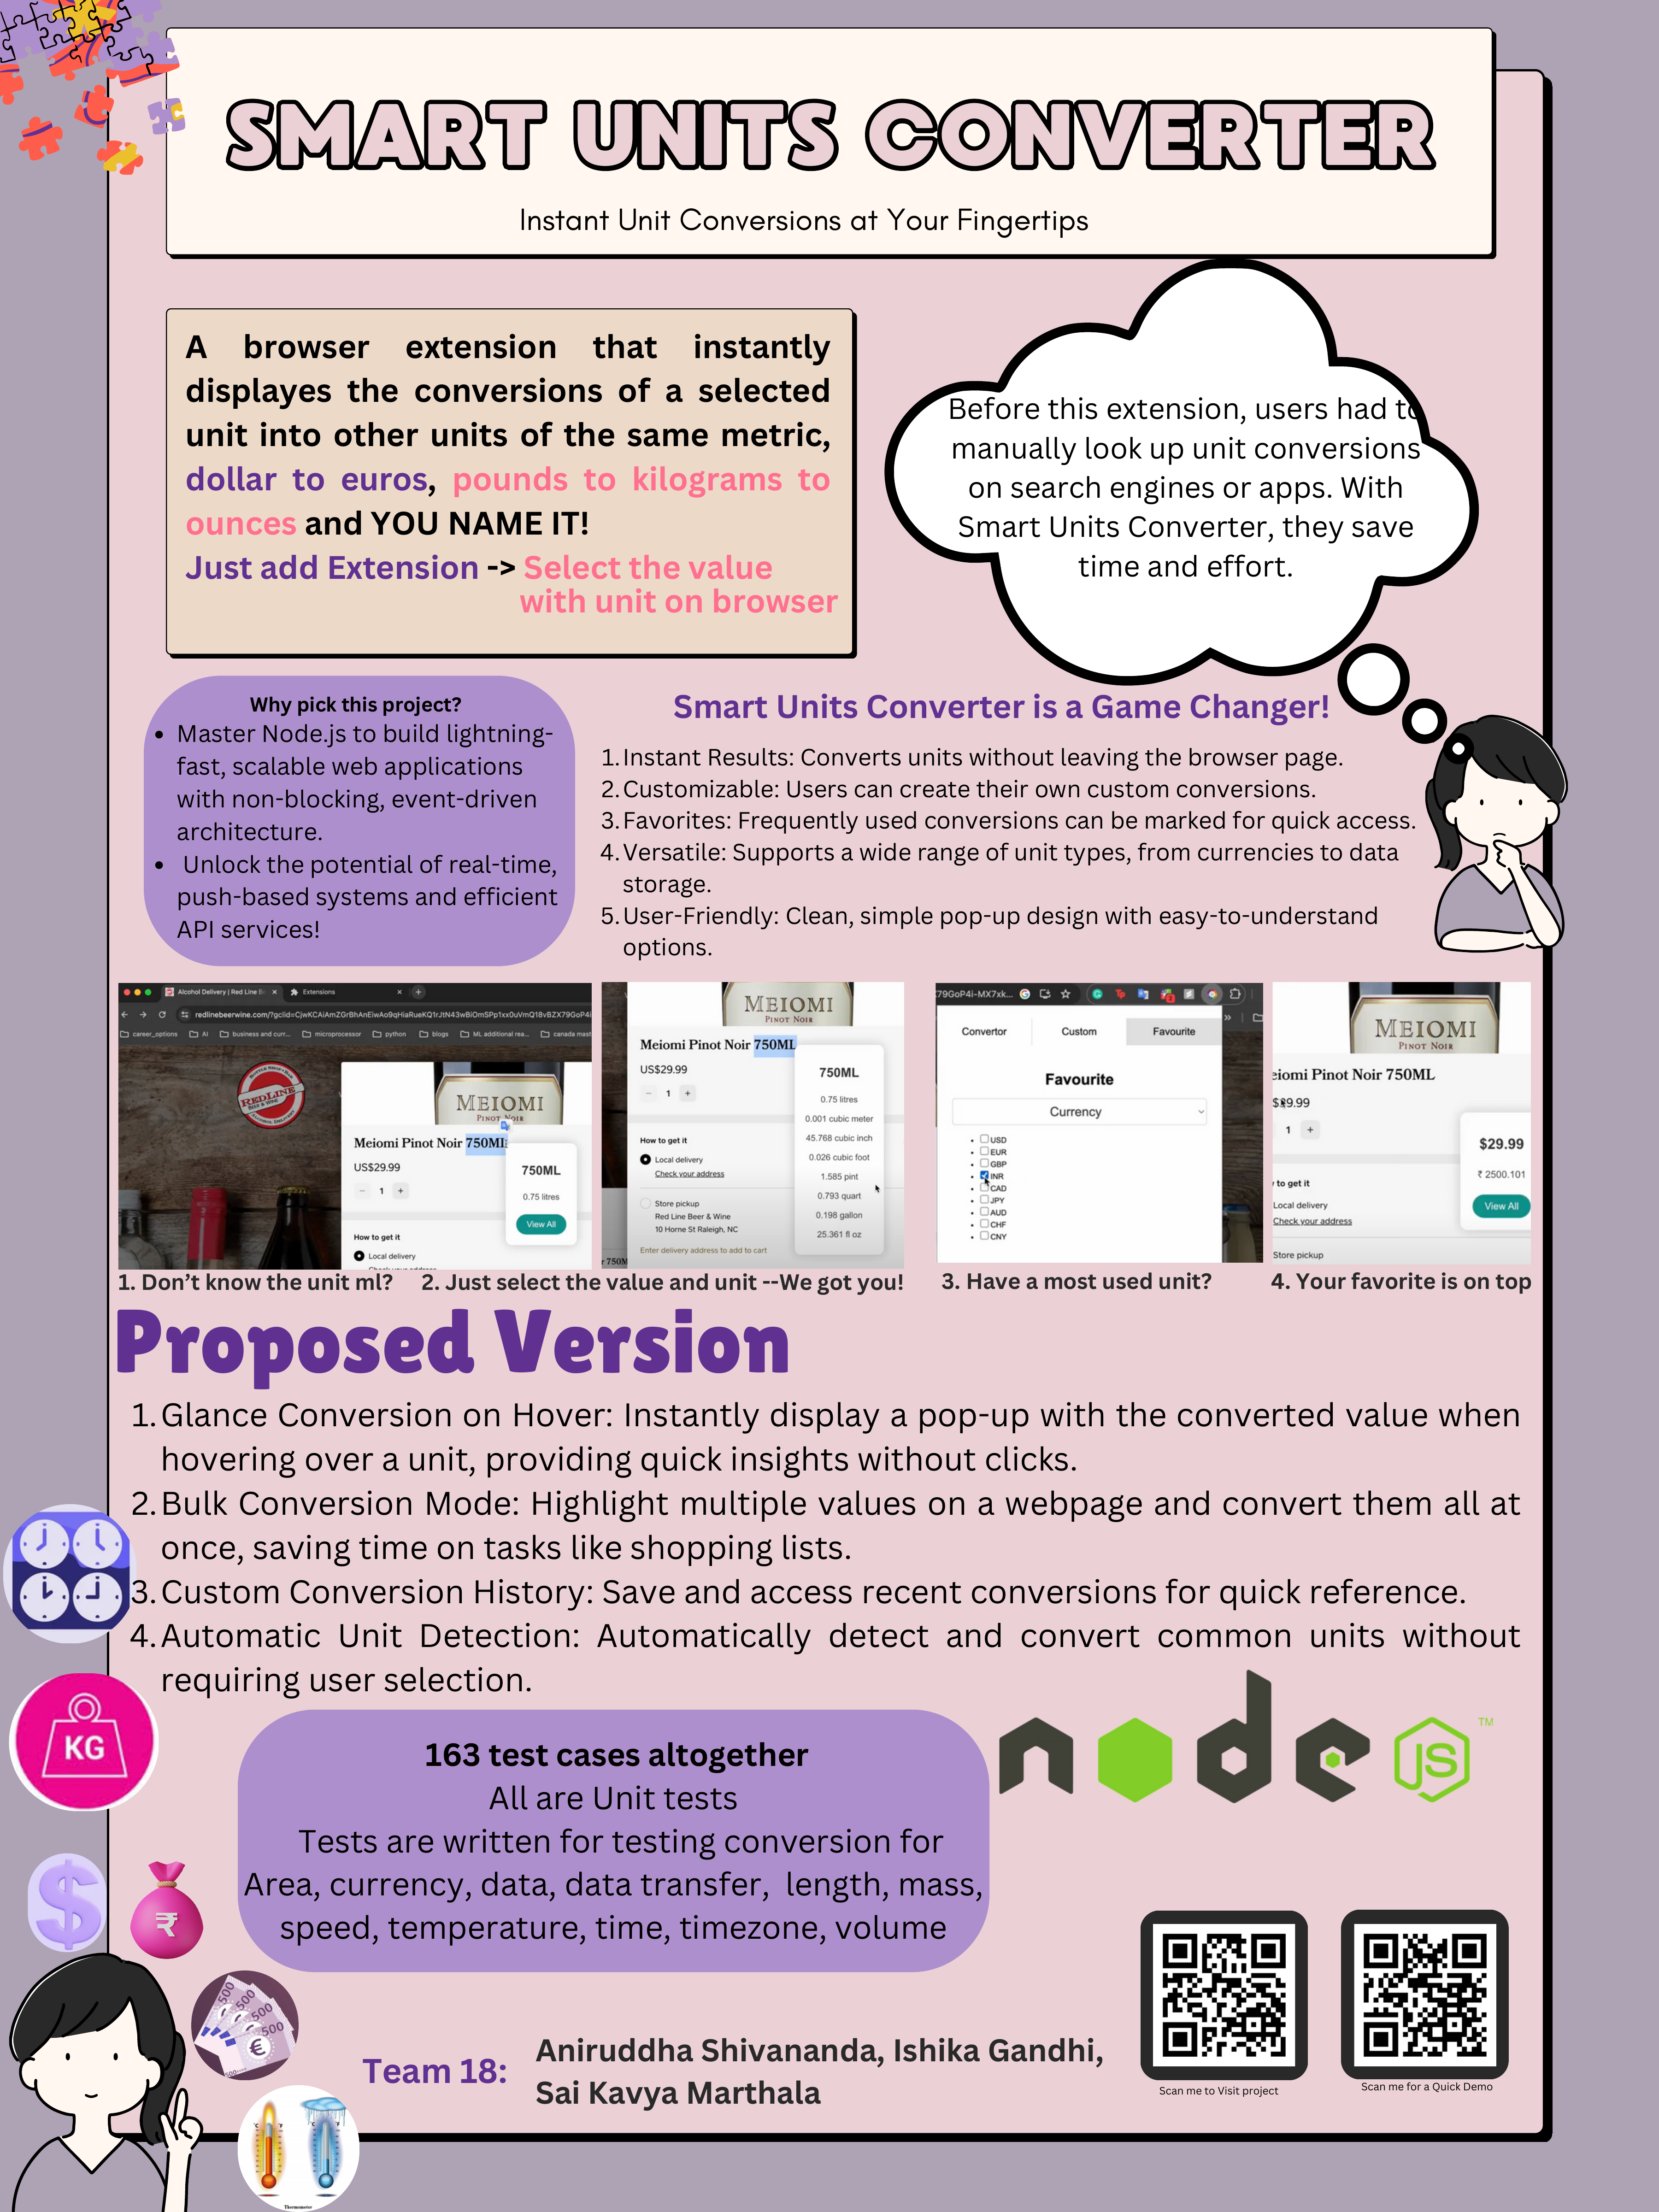 SMART UNITS CONVERTER
Instant Unit Conversions at Your Fingertips
A browser extension that instantly
displayes the conversions of a selected
unit into other units of the same metric,
dollar to euros, pounds to kilograms to
ounces and YOU NAME IT!
Just add Extension -> Select the value
with unit on browser
Before this extension, users had to
manually look up unit conversions
on search engines or apps. With
Smart Units Converter, they save
time and effort.
Why pick this project?
• Master Node.js to build lightning-
fast, scalable web applications
with non-blocking, event-driven
architecture.
• Unlock the potential of real-time,
push-based systems and efficient
API services!
Smart Units Converter is a Game Changer!
1. Instant Results: Converts units without leaving the browser page.
2. Customizable: Users can create their own custom conversions.
3. Favorites: Frequently used conversions can be marked for quick access.
4. Versatile: Supports a wide range of unit types, from currencies to data
storage.
5. User-Friendly: Clean, simple pop-up design with easy-to-understand
options.
Alcohol Delivery | Red Line B
Extensions
career_options AI business and curr... microprocessor python blogs ML additional rea... canada mast
REDLINE
MEIOMI
PINOT NOIR
Meiomi Pinot Noir 750ML
US$29.99
1
How to get it
Local delivery
750ML
0.75 litres
View All
MEIOMI
PINOT NOIR
Meiomi Pinot Noir 750ML
US$29.99
1
How to get it
Local delivery
Check your address
Store pickup
Red Line Beer & Wine
10 Horne St Raleigh, NC
Enter delivery address to add to cart
750ML
0.75 litres
0.001 cubic meter
45.768 cubic inch
0.026 cubic foot
1.585 pint
0.793 quart
0.198 gallon
25.361 fl oz
79GoP4i-MX7xk...
Convertor
Custom
Favourite
Favourite
Currency
USD
EUR
GBP
INR
CAD
JPY
AUD
CHF
CNY
MEIOMI
PINOT NOIR
eiomi Pinot Noir 750ML
1
to get it
Local delivery
Check your address
Store pickup
$29.99
₹ 2500.101
View All
1. Don't know the unit ml?
2. Just select the value and unit --We got you!
3. Have a most used unit?
4. Your favorite is on top
Proposed Version
1. Glance Conversion on Hover: Instantly display a pop-up with the converted value when
hovering over a unit, providing quick insights without clicks.
2. Bulk Conversion Mode: Highlight multiple values on a webpage and convert them all at
once, saving time on tasks like shopping lists.
3. Custom Conversion History: Save and access recent conversions for quick reference.
4. Automatic Unit Detection: Automatically detect and convert common units without
requiring user selection.
KG
163 test cases altogether
All are Unit tests
Tests are written for testing conversion for
Area, currency, data, data transfer, length, mass,
speed, temperature, time, timezone, volume
node JS TM
$
₹
500
500
500
500
€
Team 18:
Aniruddha Shivananda, Ishika Gandhi,
Sai Kavya Marthala
Scan me to Visit project
Scan me for a Quick Demo
Thermometer